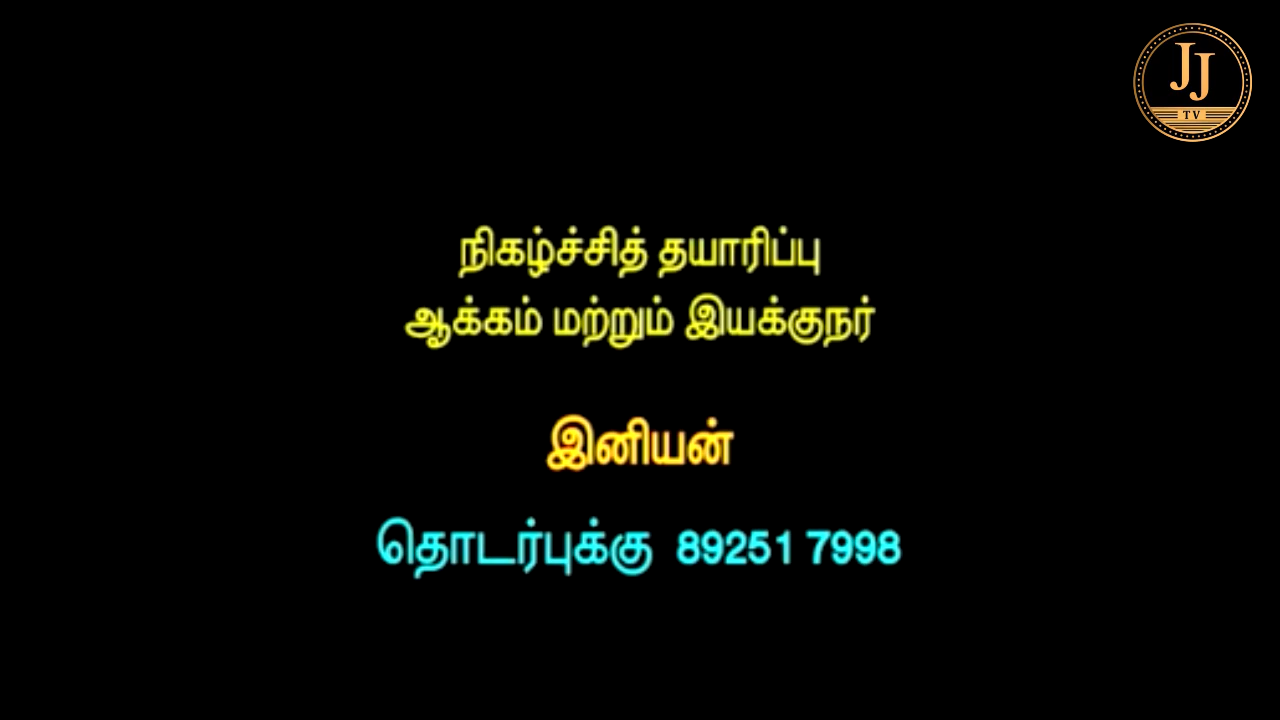 JJ
TV
நிகழ்ச்சித் தயாரிப்பு
ஆக்கம் மற்றும் இயக்குநர்
இனியன்
தொடர்புக்கு 89251 7998